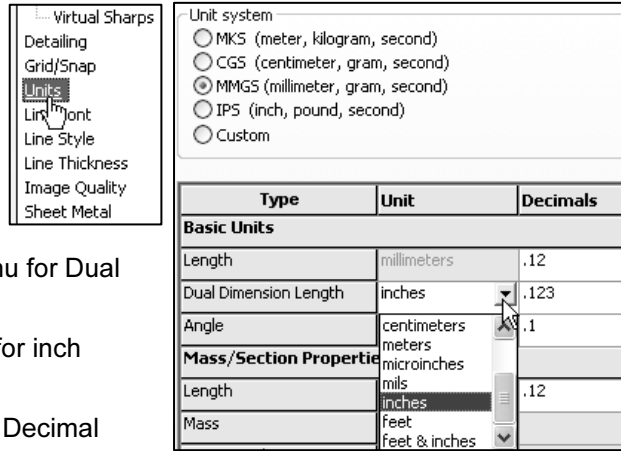 Virtual Sharps
Detailing
Grid/Snap
Units
Line Style
Line Thickness
Image Quality
Sheet Metal
nu for Dual
for inch
Decimal
Unit system
MKS (meter, kilogram, second)
CGS (centimeter, gram, second)
MMGS (millimeter, gram, second)
IPS (inch, pound, second)
Custom
Type Unit Decimals
Basic Units
Length millimeters .12
Dual Dimension Length inches .123
Angle .1
centimeters
meters
microinches
mils
inches
feet
feet & inches
Mass/Section Propertie
Length .12
Mass